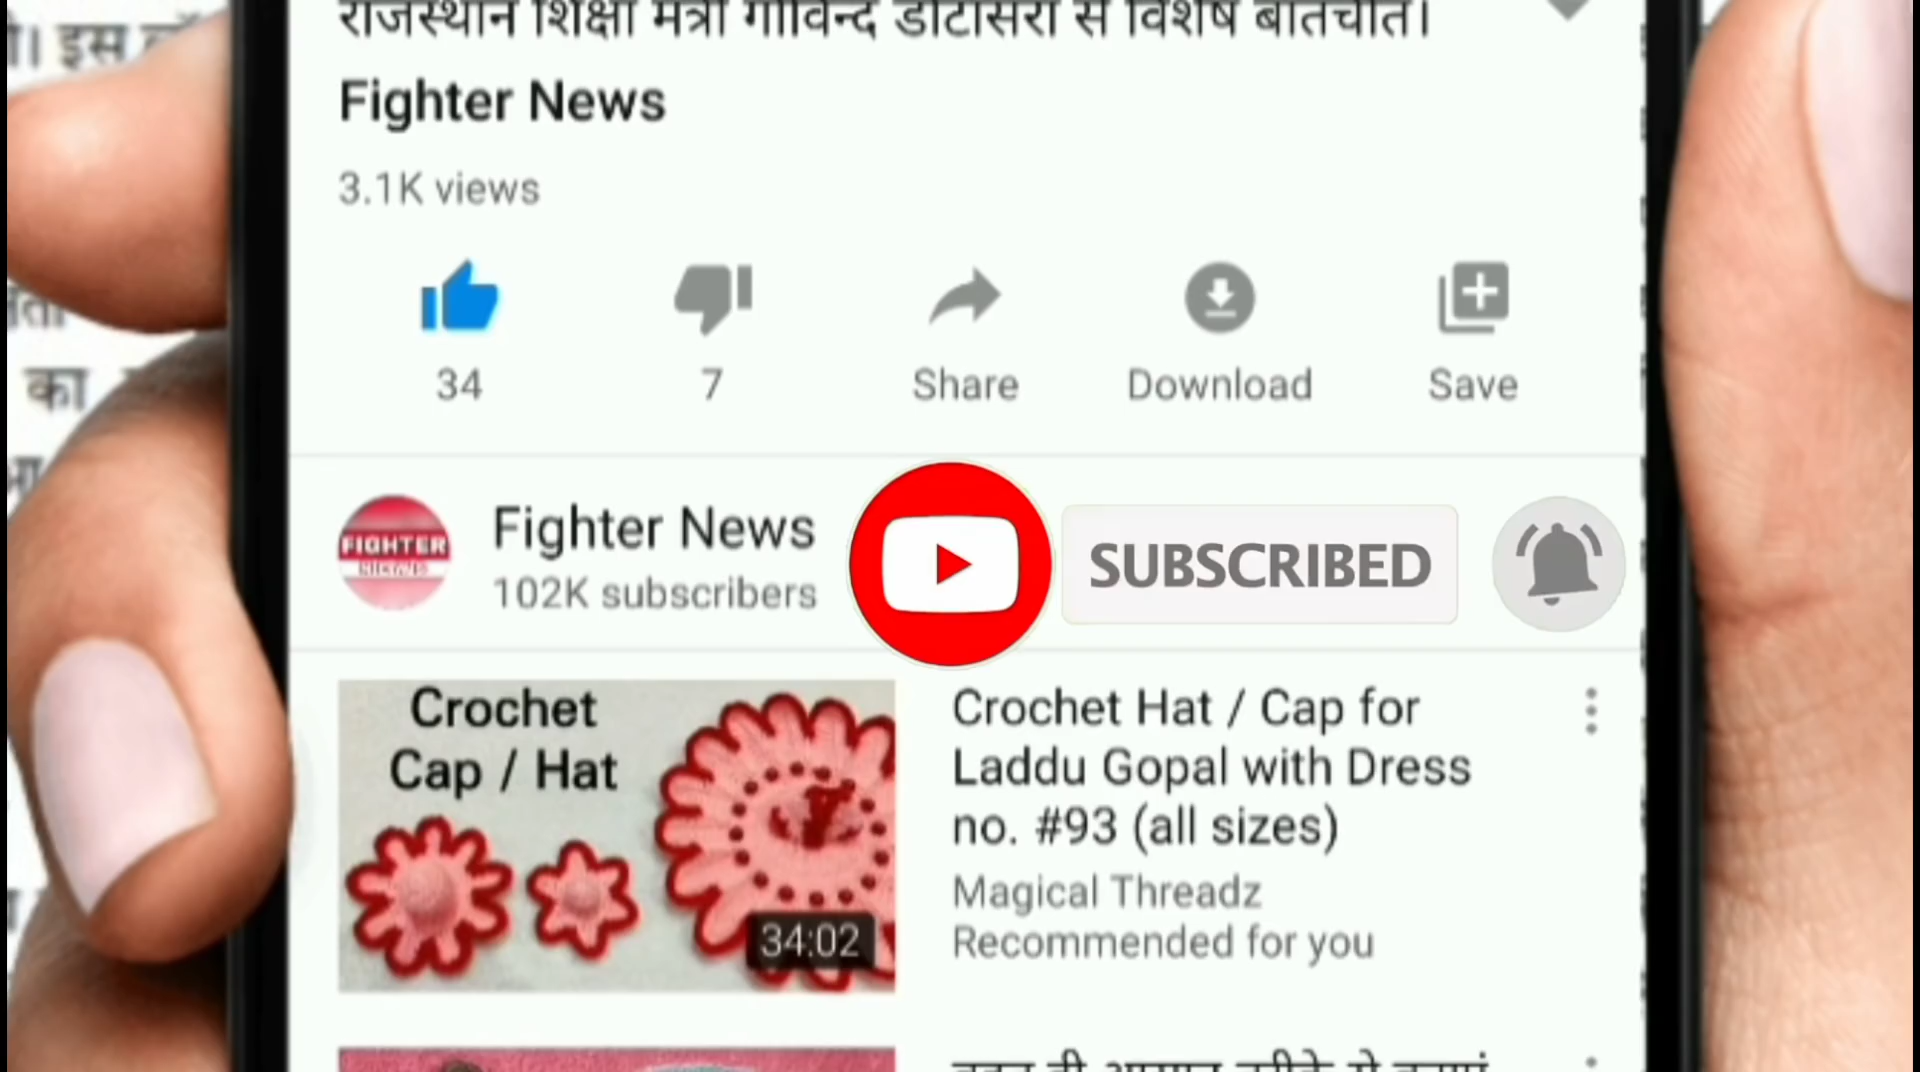 राजस्थान शिक्षा मंत्री गोविन्द डोटासरा से विशेष बातचीत।
। इस
Fighter News
3.1K views
34
7
Share
Download
Save
का
FIGHTER
Fighter News
102K subscribers
SUBSCRIBED
Crochet
Cap / Hat
34:02
Crochet Hat / Cap for
Laddu Gopal with Dress
no. #93 (all sizes)
Magical Threadz
Recommended for you